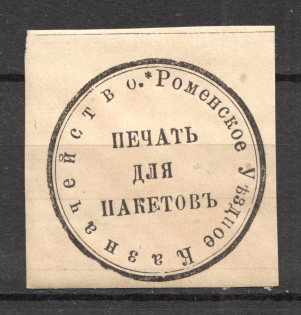 Роменское Уѣздное Казначейство.*
ПЕЧАТЬ
ДЛЯ
ПАКЕТОВЪ